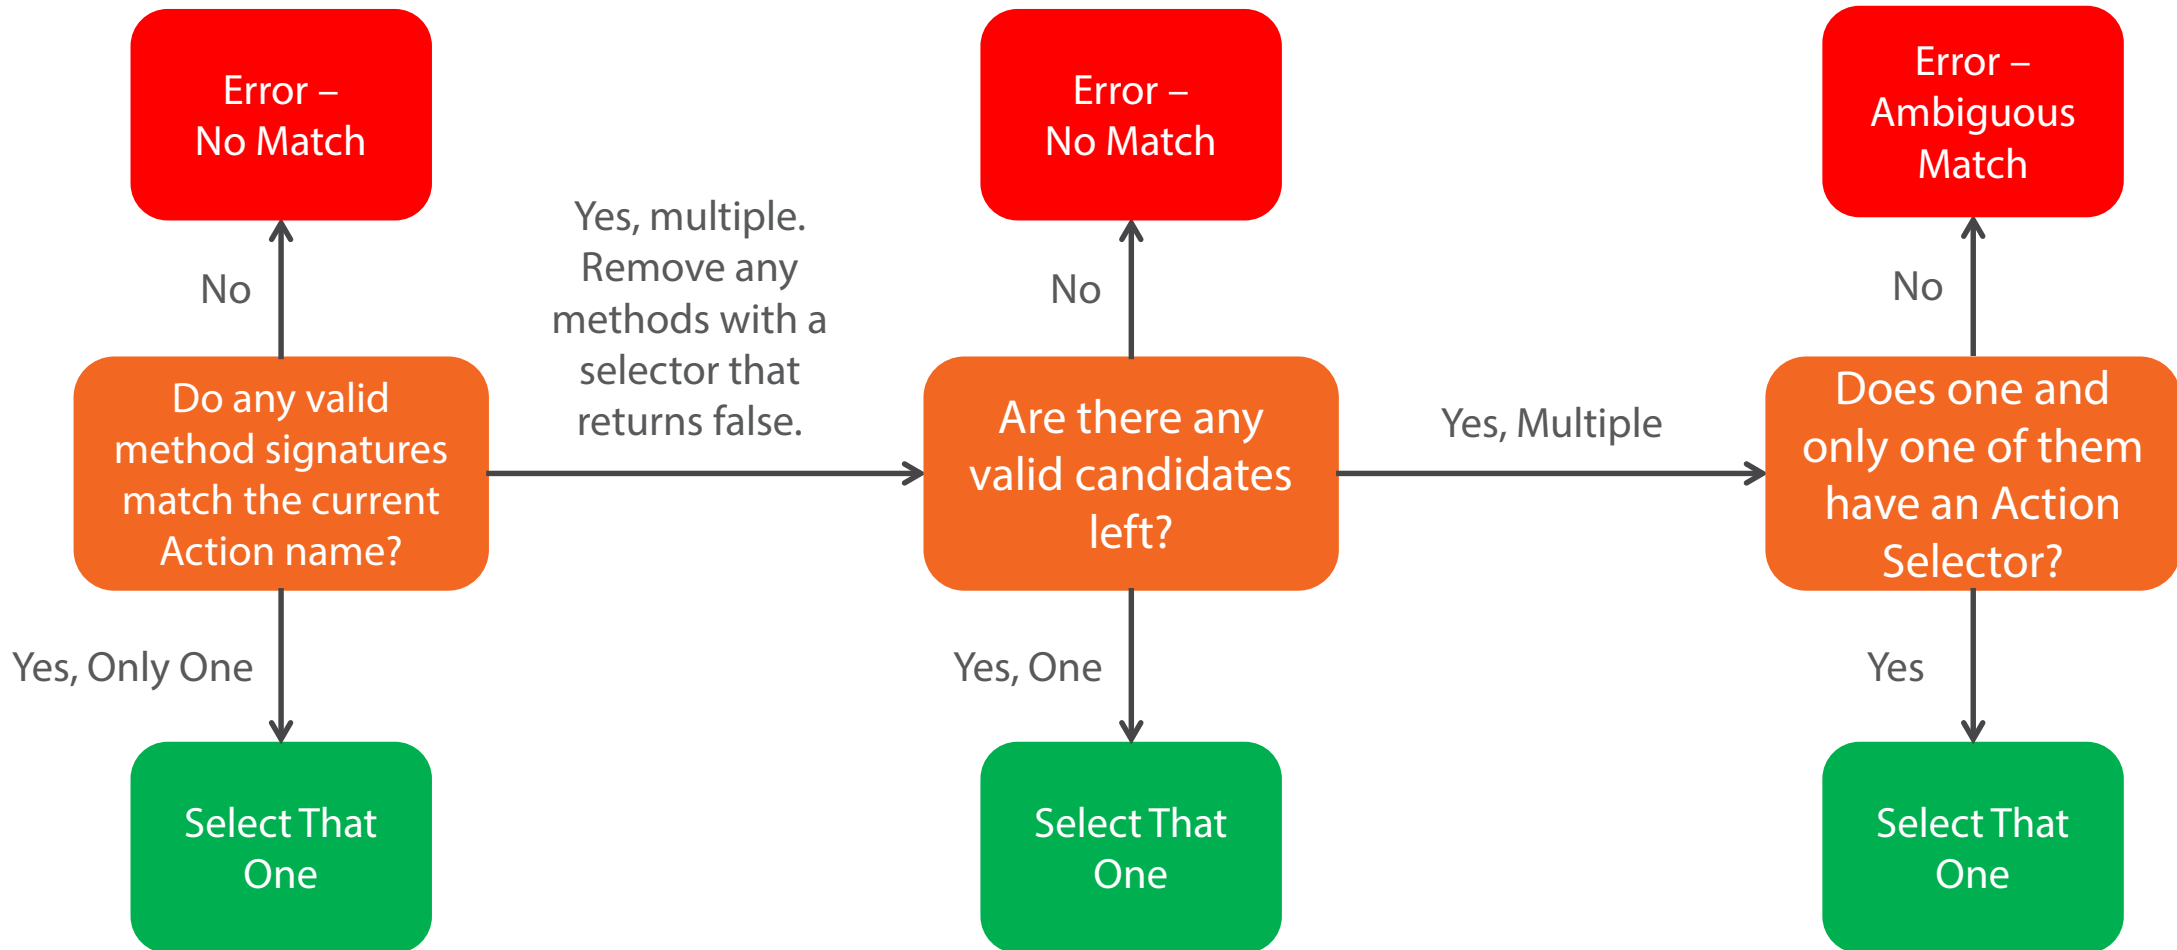 Error –
No Match
Error –
No Match
Error –
Ambiguous
Match
Yes, multiple.
Remove any
methods with a
selector that
returns false.
No
No
No
Do any valid
method signatures
match the current
Action name?
Are there any
valid candidates
left?
Yes, Multiple
Does one and
only one of them
have an Action
Selector?
Yes, Only One
Yes, One
Yes
Select That
One
Select That
One
Select That
One